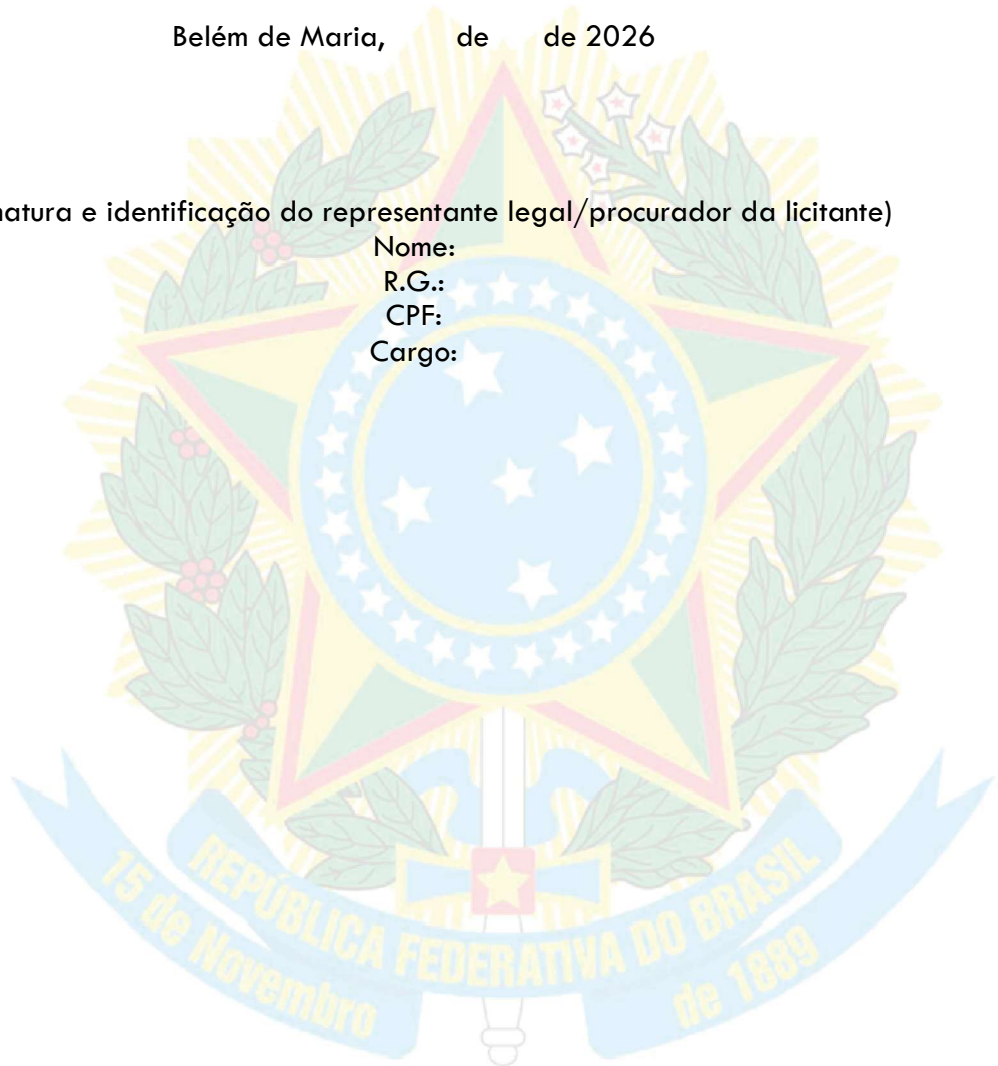 Belém de Maria, de de 2026
natura e identificação do representante legal/procurador da licitante)
Nome:
R.G.:
CPF:
Cargo:
REPÚBLICA FEDERATIVA DO BRASIL
15 de Novembro de 1889